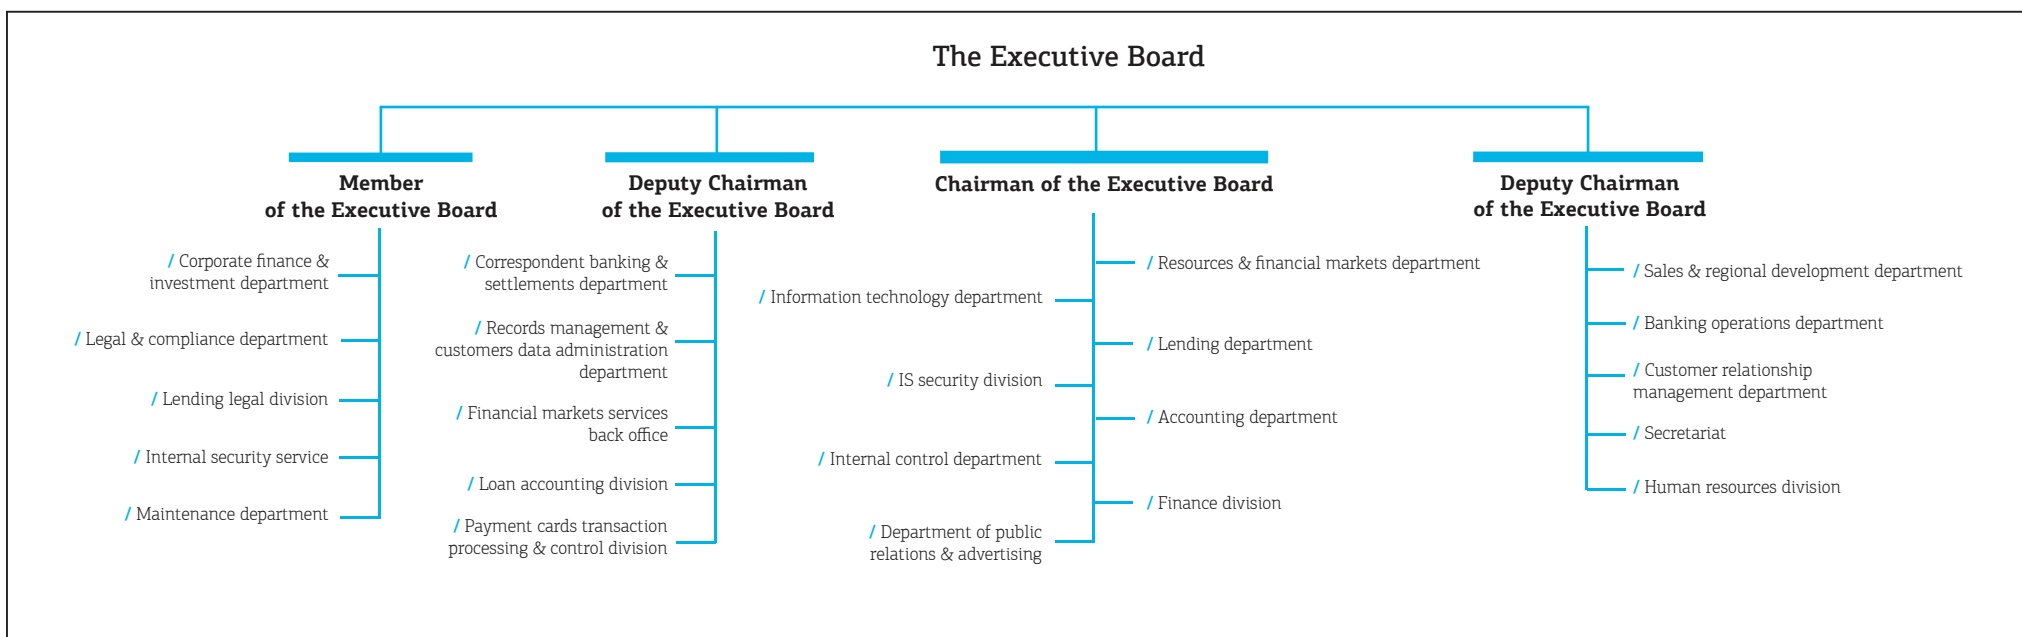 The Executive Board
Member
of the Executive Board
/ Corporate finance &
investment department
/ Legal & compliance department
/ Lending legal division
/ Internal security service
/ Maintenance department
Deputy Chairman
of the Executive Board
/ Correspondent banking &
settlements department
/ Records management &
customers data administration
department
/ Financial markets services
back office
/ Loan accounting division
/ Payment cards transaction
processing & control division
Chairman of the Executive Board
/ Resources & financial markets department
/ Information technology department
/ Lending department
/ IS security division
/ Accounting department
/ Internal control department
/ Finance division
/ Department of public
relations & advertising
Deputy Chairman
of the Executive Board
/ Sales & regional development department
/ Banking operations department
/ Customer relationship
management department
/ Secretariat
/ Human resources division